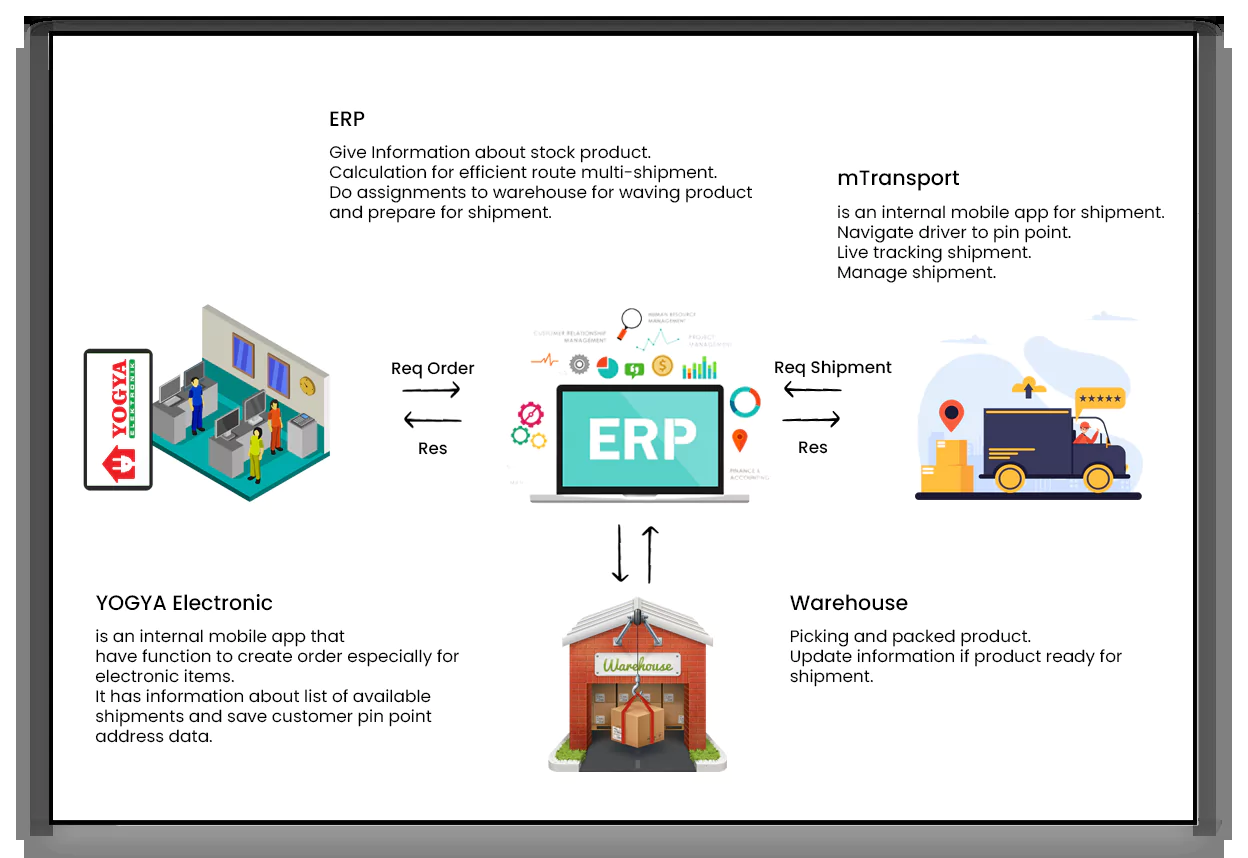 ERP
Give Information about stock product.
Calculation for efficient route multi-shipment.
Do assignments to warehouse for waving product
and prepare for shipment.
mTransport
is an internal mobile app for shipment.
Navigate driver to pin point.
Live tracking shipment.
Manage shipment.
YOGYA
ELEKTRONIK
Req Order
Res
HUMAN RESOURCE
MANAGEMENT
CUSTOMER RELATIONSHIP
MANAGEMENT
PROJECT
MANAGEMENT
ERP
FINANCE &
ACCOUNTING
Req Shipment
Res
YOGYA Electronic
is an internal mobile app that
have function to create order especially for
electronic items.
It has information about list of available
shipments and save customer pin point
address data.
Warehouse
Warehouse
Picking and packed product.
Update information if product ready for
shipment.